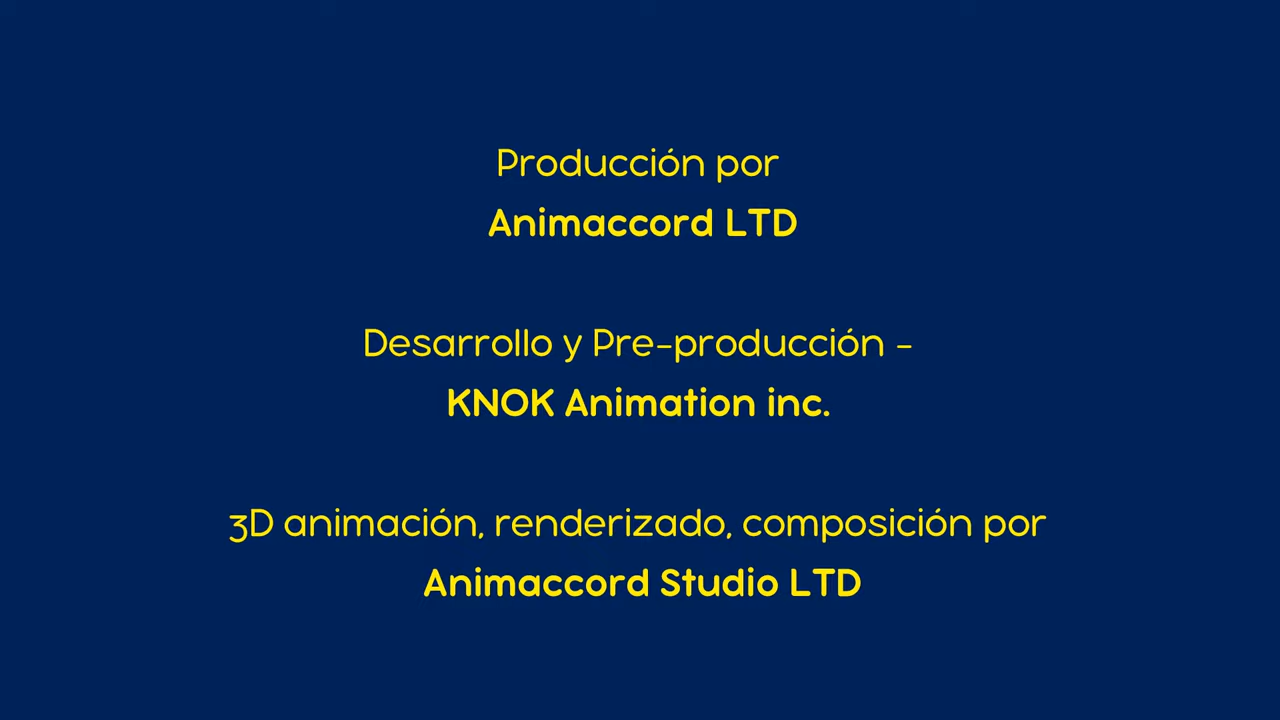 Producción por
Animaccord LTD
Desarrollo y Pre-producción -
KNOK Animation inc.
3D animación, renderizado, composición por
Animaccord Studio LTD